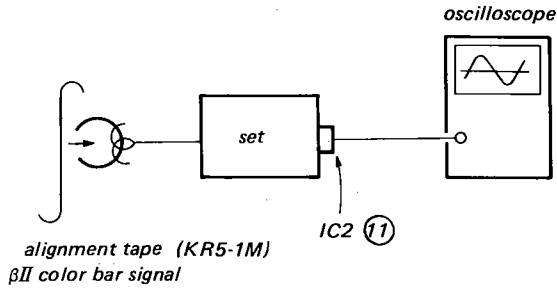 oscilloscope
set
IC2 ⑪
alignment tape (KR5-1M)
βII color bar signal